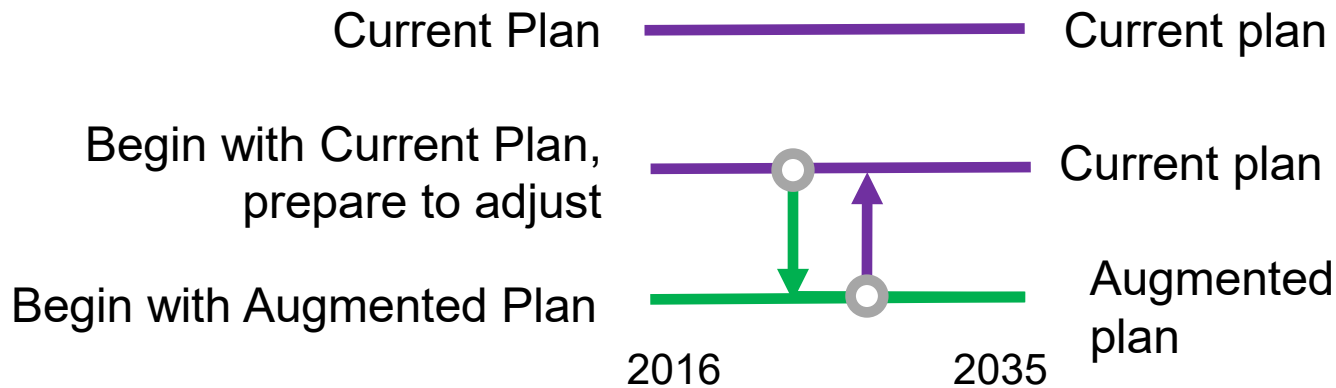 Current Plan
Current plan
Begin with Current Plan,
prepare to adjust
Current plan
Begin with Augmented Plan
Augmented
plan
2016
2035